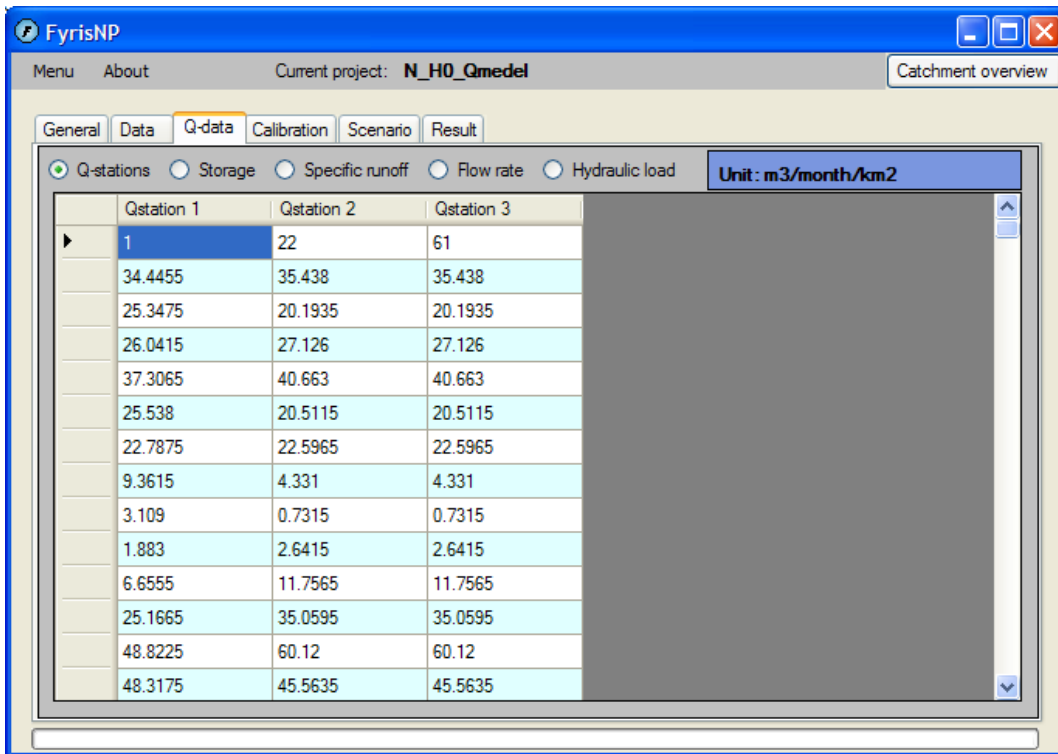 FyrisNP
Menu About Current project: N_H0_Qmedel Catchment overview
General Data Q-data Calibration Scenario Result
Q-stations Storage Specific runoff Flow rate Hydraulic load Unit: m3/month/km2
Qstation 1 Qstation 2 Qstation 3
1 22 61
34.4455 35.438 35.438
25.3475 20.1935 20.1935
26.0415 27.126 27.126
37.3065 40.663 40.663
25.538 20.5115 20.5115
22.7875 22.5965 22.5965
9.3615 4.331 4.331
3.109 0.7315 0.7315
1.883 2.6415 2.6415
6.6555 11.7565 11.7565
25.1665 35.0595 35.0595
48.8225 60.12 60.12
48.3175 45.5635 45.5635